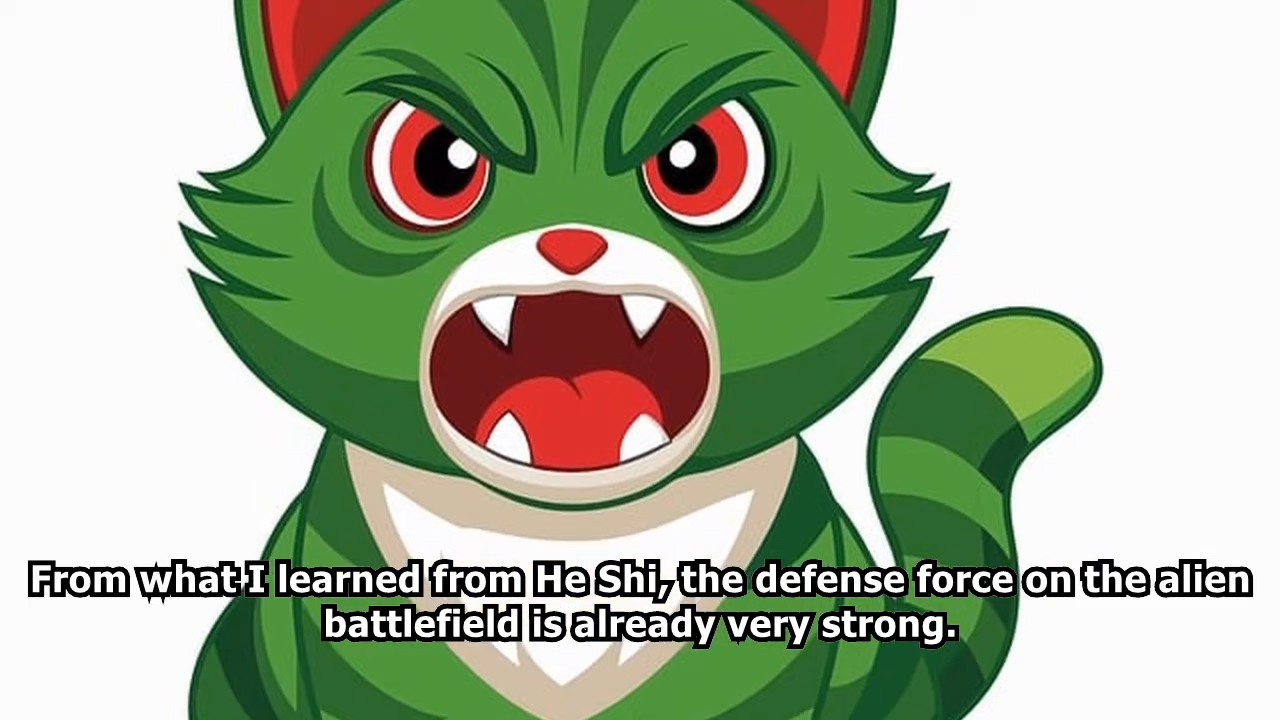 From what I learned from He Shi, the defense force on the alien
battlefield is already very strong.